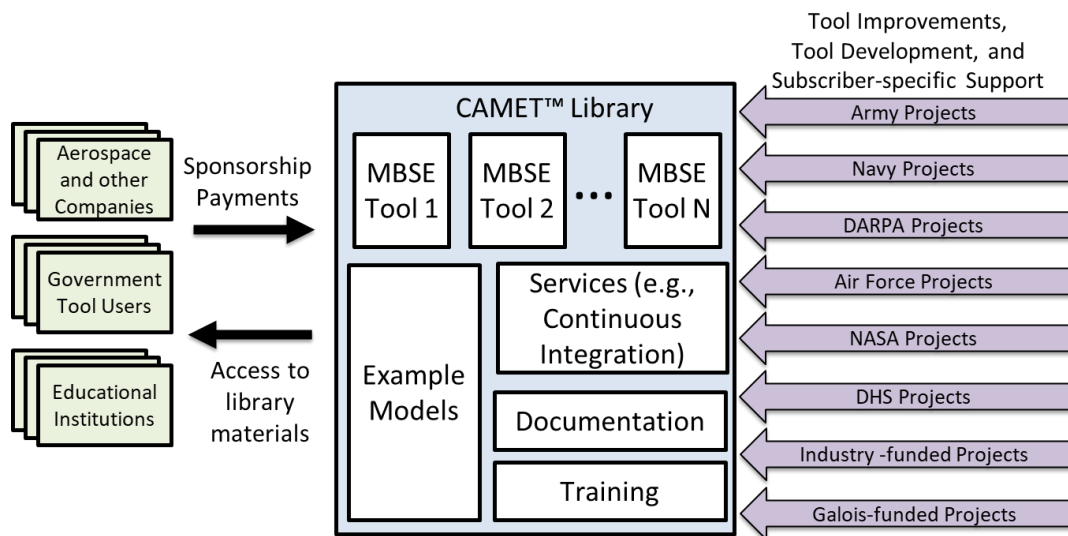 Tool Improvements,
Tool Development, and
Subscriber-specific Support
CAMET™ Library
MBSE
Tool 1
MBSE
Tool 2
...
MBSE
Tool N
Aerospace
and other
Companies
Government
Tool Users
Educational
Institutions
Sponsorship
Payments
Access to
library
materials
Example
Models
Services (e.g.,
Continuous
Integration)
Documentation
Training
Army Projects
Navy Projects
DARPA Projects
Air Force Projects
NASA Projects
DHS Projects
Industry -funded Projects
Galois-funded Projects